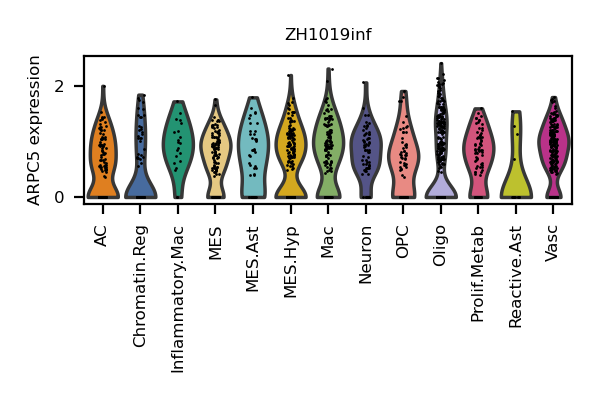 ZH1019inf
ARPC5 expression
2
0
AC
Chromatin.Reg
Inflammatory.Mac
MES
MES.Ast
MES.Hyp
Mac
Neuron
OPC
Oligo
Prolif.Metab
Reactive.Ast
Vasc